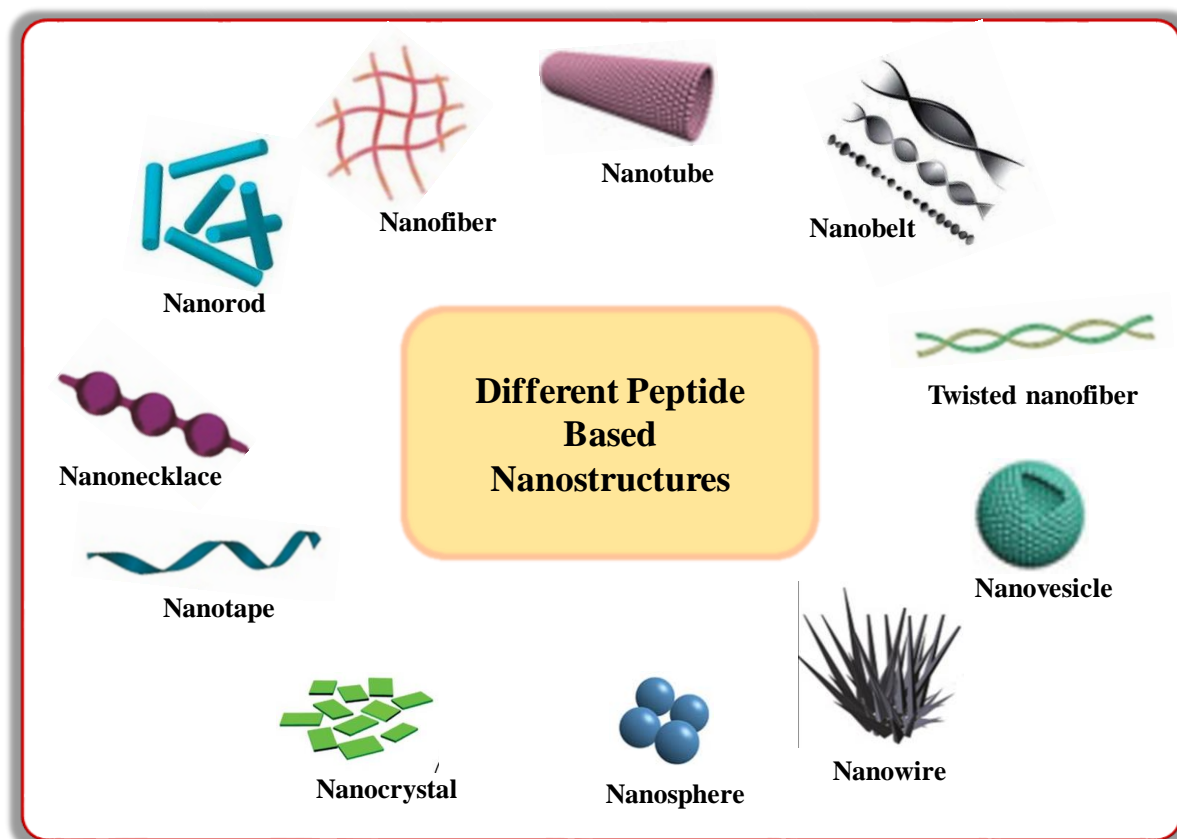 Nanotube
Nanofiber
Nanobelt
Nanorod
Different Peptide
Based
Nanostructures
Twisted nanofiber
Nanonecklace
Nanovesicle
Nanotape
Nanowire
Nanocrystal
Nanosphere